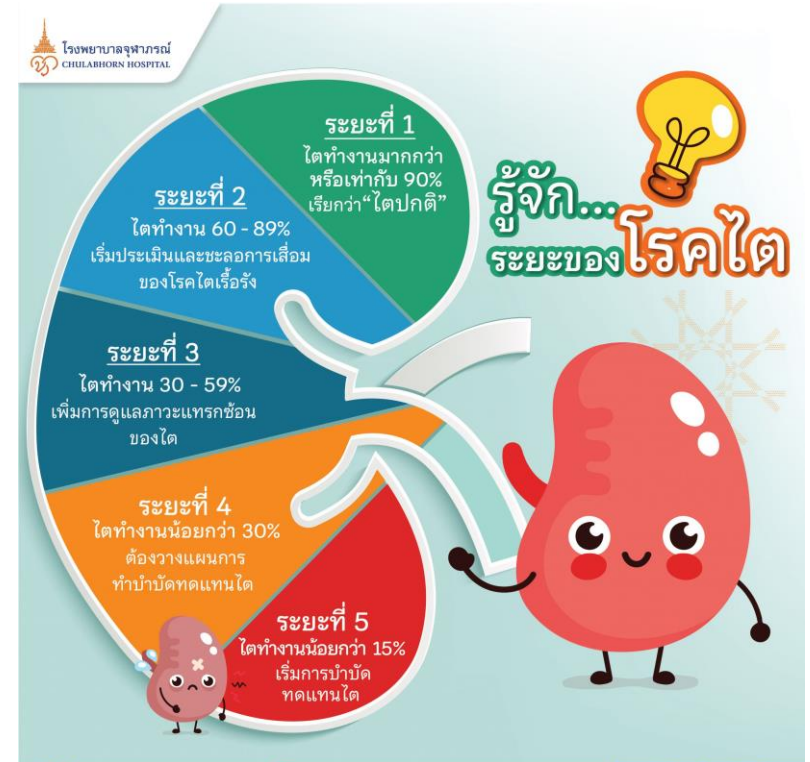 โรงพยาบาลจุฬาภรณ์
CHULABHORN HOSPITAL
รู้จัก...
ระยะของโรคไต
ระยะที่ 1
ไตทำงานมากกว่า
หรือเท่ากับ 90%
เรียกว่า“ไตปกติ”
ระยะที่ 2
ไตทำงาน 60 - 89%
เริ่มประเมินและชะลอการเสื่อม
ของโรคไตเรื้อรัง
ระยะที่ 3
ไตทำงาน 30 - 59%
เพิ่มการดูแลภาวะแทรกซ้อน
ของไต
ระยะที่ 4
ไตทำงานน้อยกว่า 30%
ต้องวางแผนการ
ทำบำบัดทดแทนไต
ระยะที่ 5
ไตทำงานน้อยกว่า 15%
เริ่มการบำบัด
ทดแทนไต